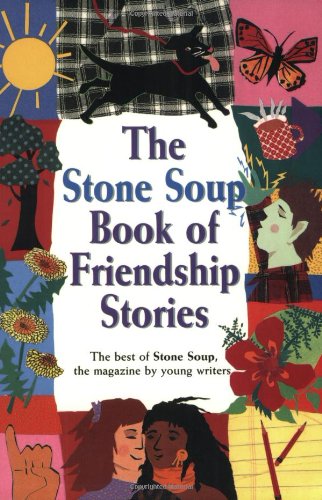 The
Stone Soup
Book of
Friendship
Stories
The best of Stone Soup,
the magazine by young writers